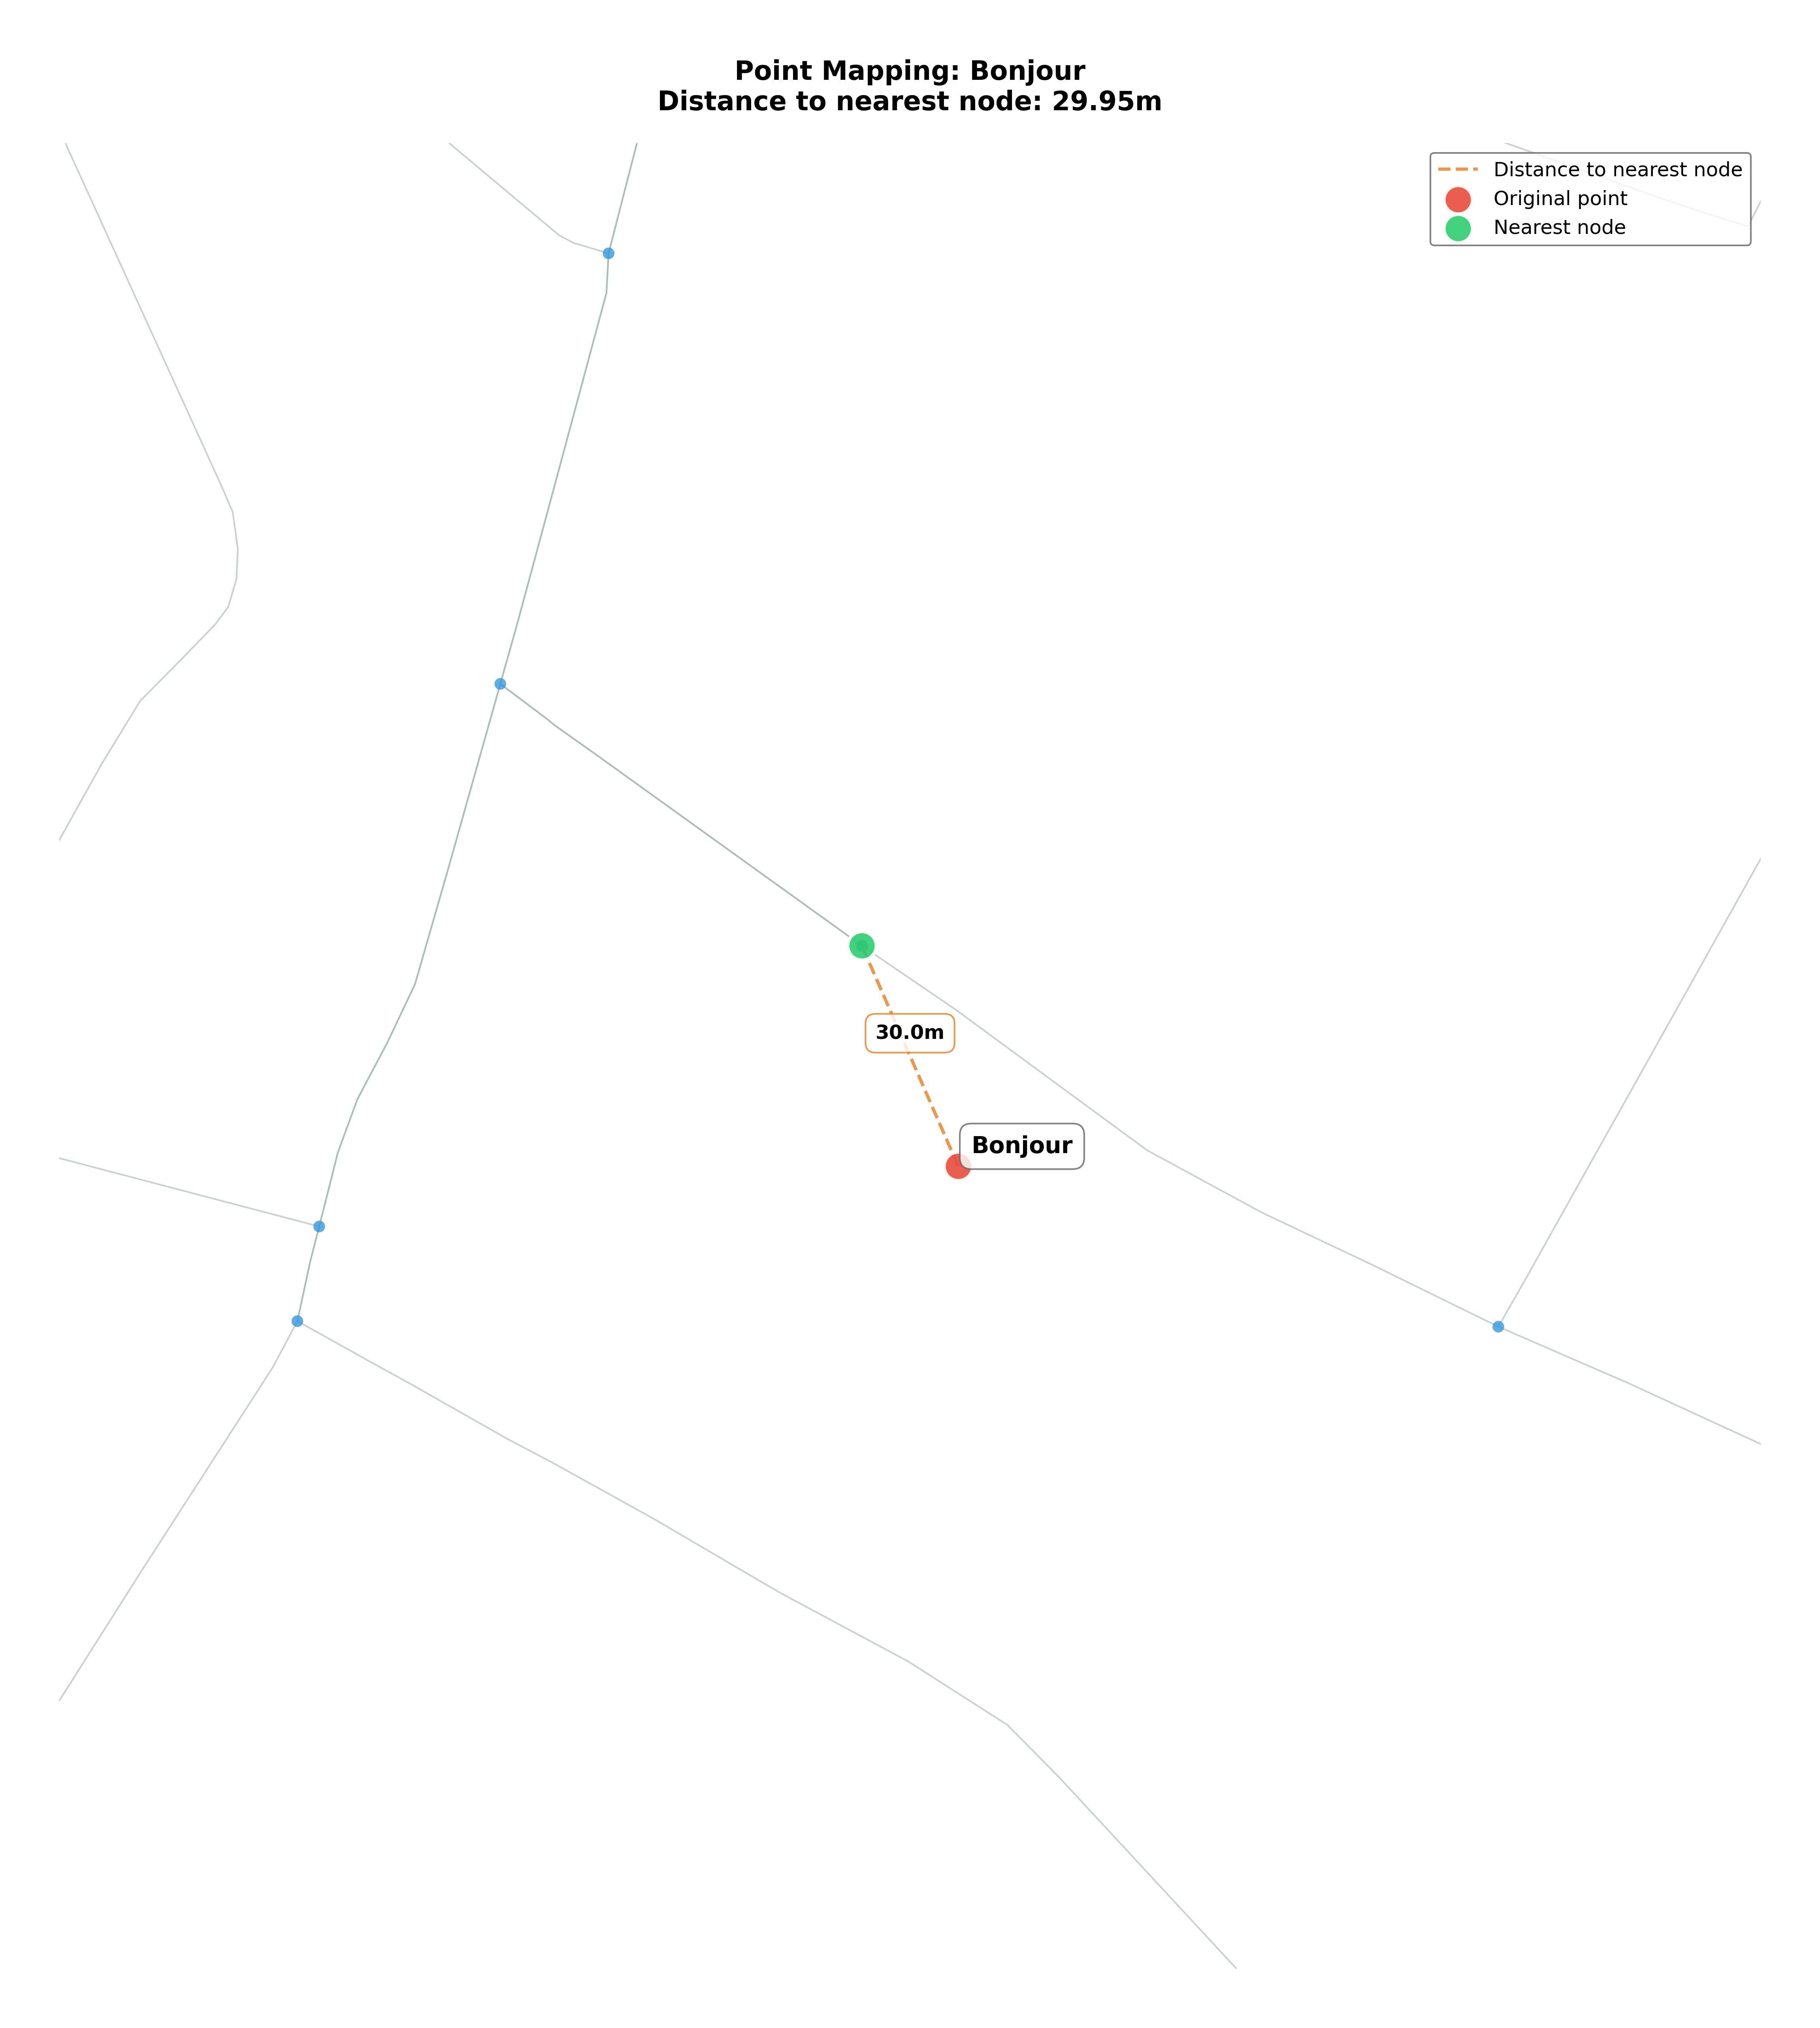 Point Mapping: Bonjour
Distance to nearest node: 29.95m
Distance to nearest node
Original point
Nearest node
30.0m
Bonjour